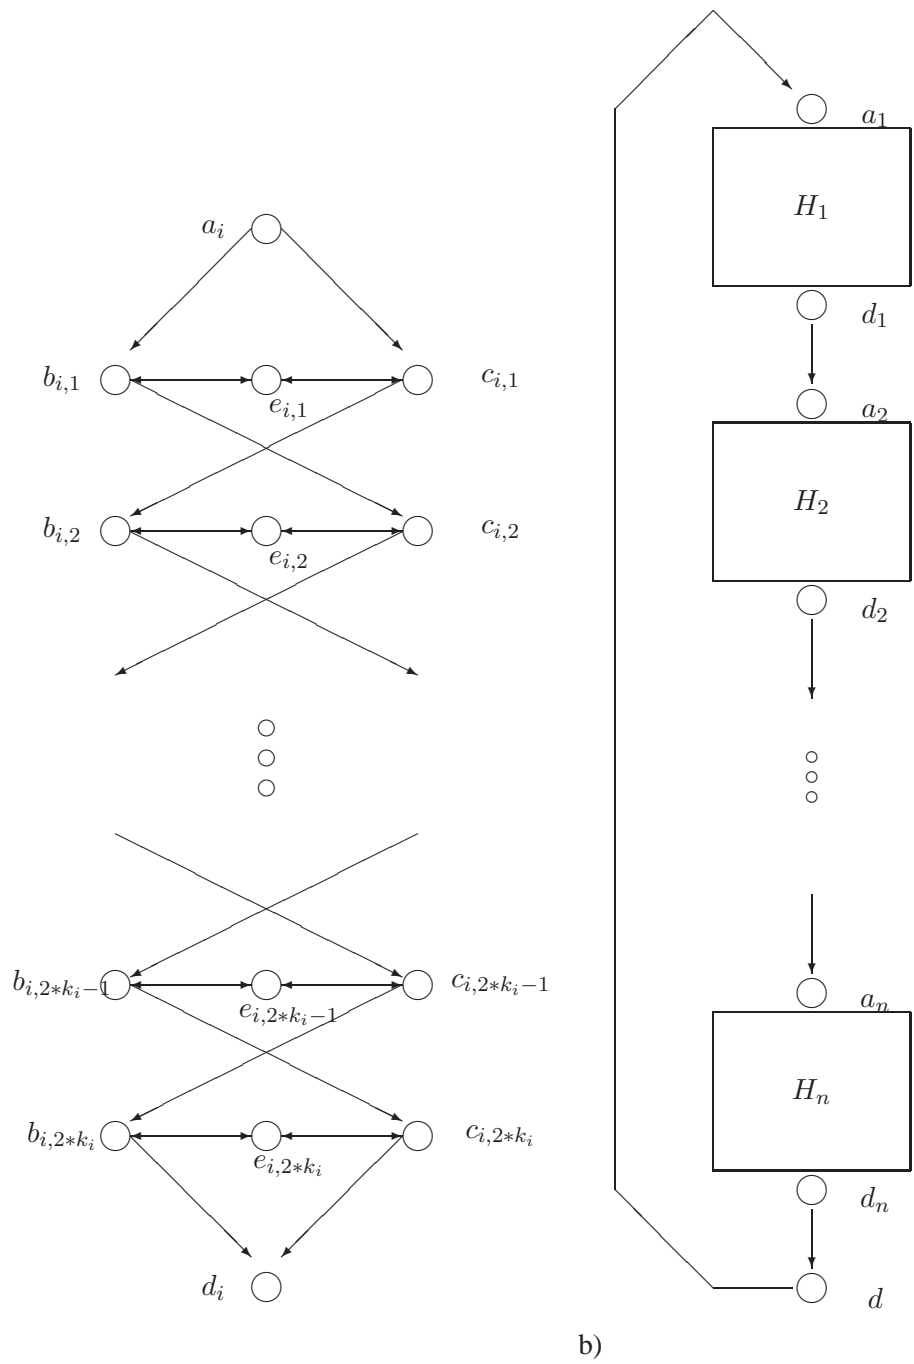 a_i
b_{i,1}
e_{i,1}
c_{i,1}
b_{i,2}
e_{i,2}
c_{i,2}
b_{i,2*k_i-1}
e_{i,2*k_i-1}
c_{i,2*k_i-1}
b_{i,2*k_i}
e_{i,2*k_i}
c_{i,2*k_i}
d_i
a_1
H_1
d_1
a_2
H_2
d_2
a_n
H_n
d_n
d
b)